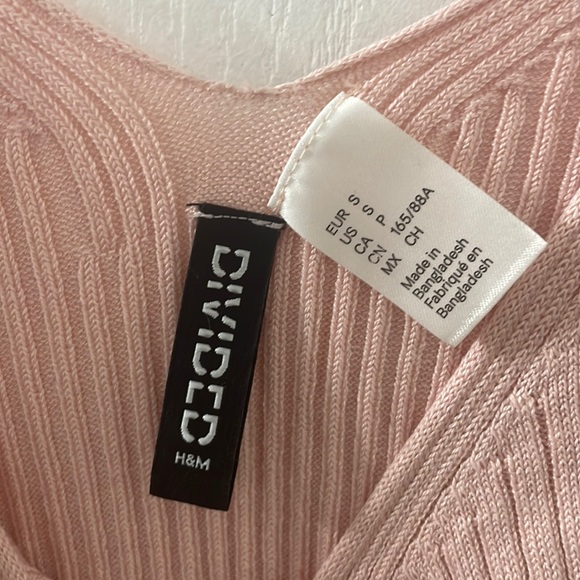 DIVIDED
H&M
EUR S
US S
CA P
CN 165/88A
MX CH
Made in
Bangladesh
Fabriqué en
Bangladesh